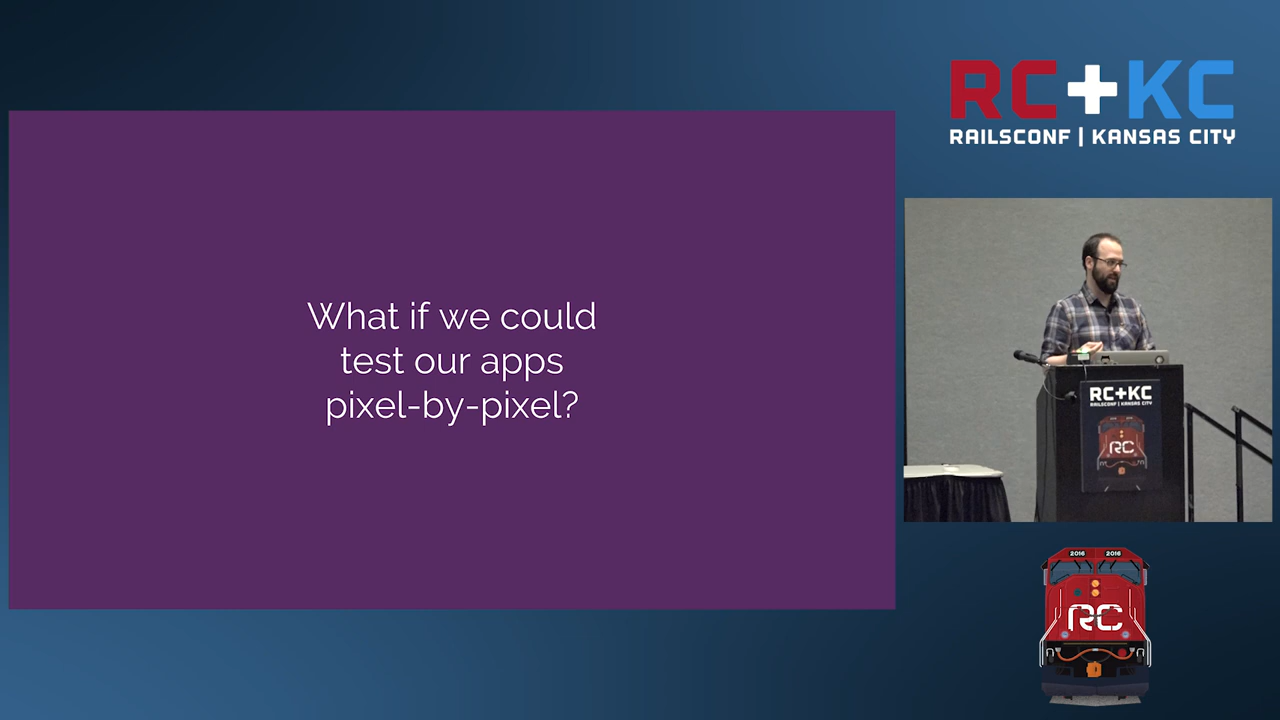 RC+KC
RAILSCONF | KANSAS CITY
What if we could
test our apps
pixel-by-pixel?
RC+KC
RAILSCONF | KANSAS CITY
RC
2016 2016
RC